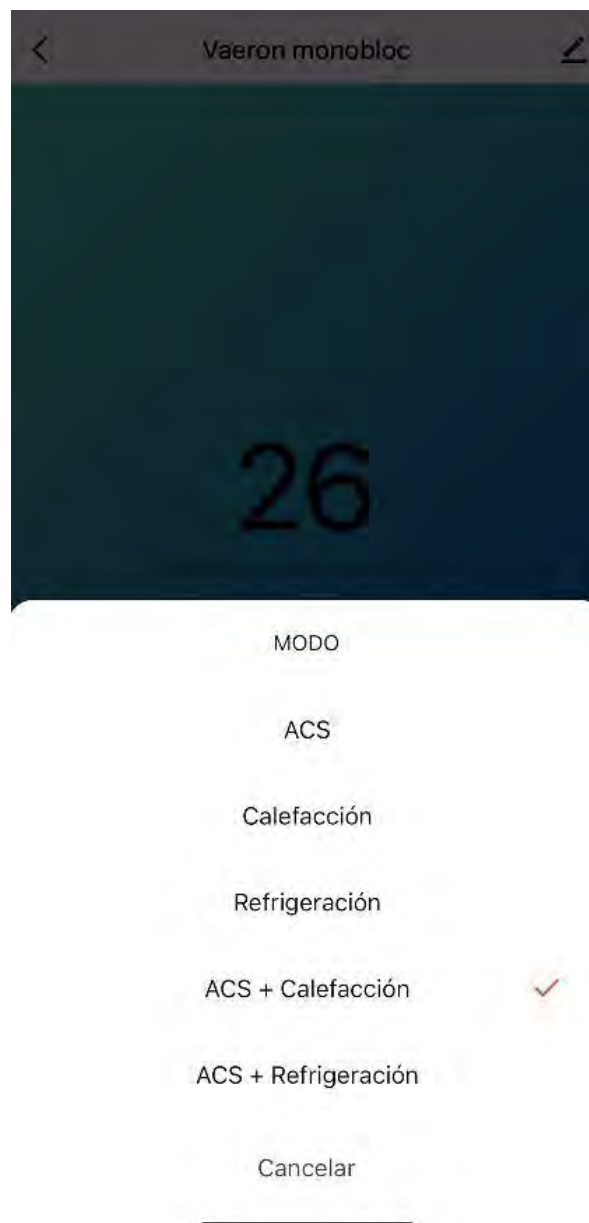 Vaeron monobloc
26
MODO
ACS
Calefacción
Refrigeración
ACS + Calefacción
ACS + Refrigeración
Cancelar